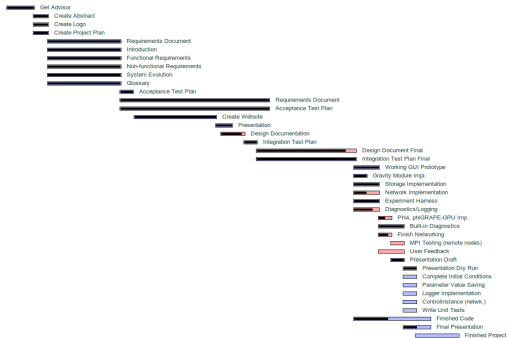 Get Advisor
Create Abstract
Create Logo
Create Project Plan
Requirements Document
Introduction
Functional Requirements
Non-functional Requirements
System Evolution
Glossary
Acceptance Test Plan
Requirements Document
Acceptance Test Plan
Create Website
Presentation
Design Documentation
Integration Test Plan
Design Document Final
Integration Test Plan Final
Working GUI Prototype
Gravity Module Impl.
Storage Implementation
Network Implementation
Experiment Harness
Diagnostics/Logging
PH4, phiGRAPE-GPU Imp.
Built-in Diagnostics
Finish Networking
MPI Testing (remote nodes)
User Feedback
Presentation Draft
Presentation Dry Run
Complete Initial Conditions
Parameter Value Saving
Logger Implementation
ControlInstance (netwk.)
Write Unit Tests
Finished Code
Final Presentation
Finished Project